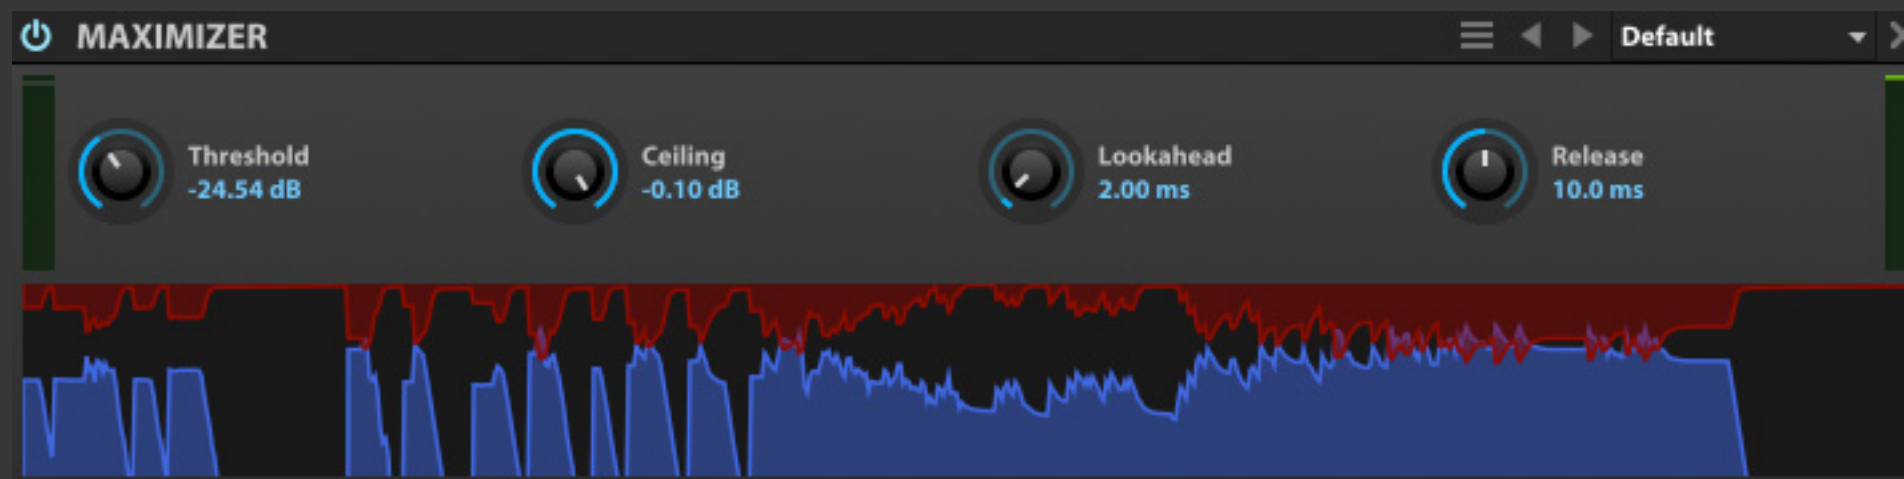 MAXIMIZER
Default
Threshold
-24.54 dB
Ceiling
-0.10 dB
Lookahead
2.00 ms
Release
10.0 ms